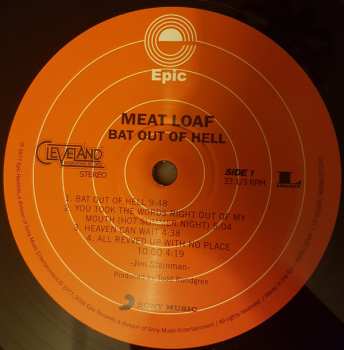 Epic
MEAT LOAF
BAT OUT OF HELL
CLEVELAND
STEREO
SIDE 1
33 1/3 RPM
1. BAT OUT OF HELL 9:48
2. YOU TOOK THE WORDS RIGHT OUT OF MY
MOUTH (HOT SUMMER NIGHT) 5:04
3. HEAVEN CAN WAIT 4:38
4. ALL REVVED UP WITH NO PLACE
TO GO 4:19
-Jim Steinman-
Produced by Todd Rundgren
SONY MUSIC